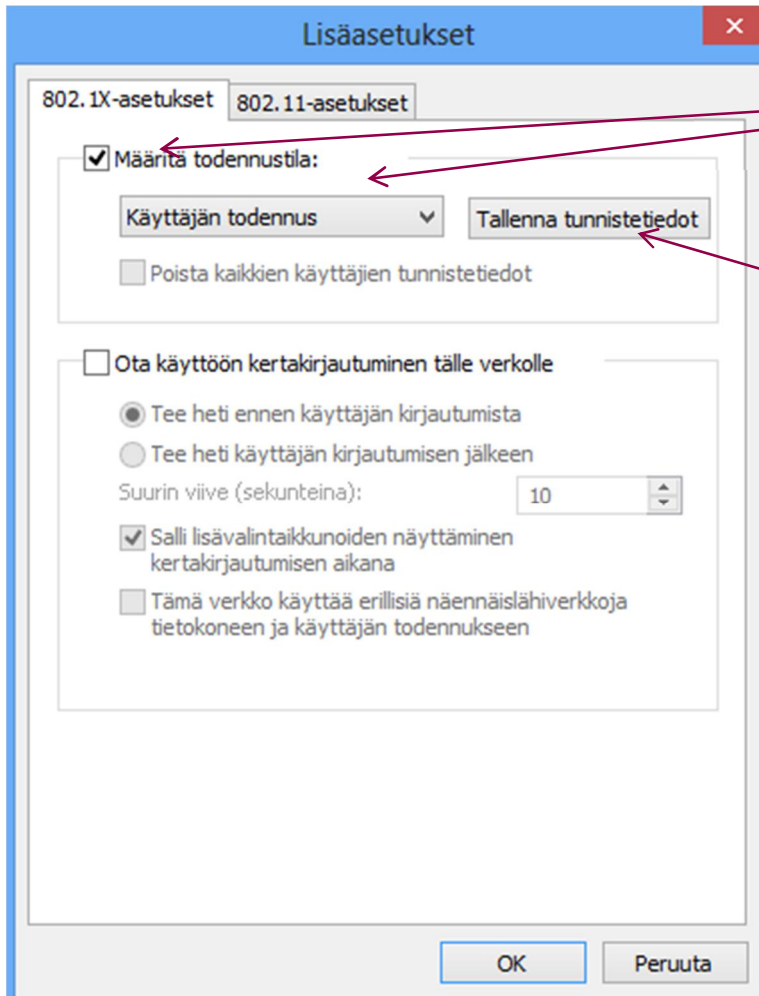 Lisäasetukset
802.1X-asetukset 802.11-asetukset
Määritä todennustila:
Käyttäjän todennus Tallenna tunnistetiedot
Poista kaikkien käyttäjien tunnistetiedot
Ota käyttöön kertakirjautuminen tälle verkolle
Tee heti ennen käyttäjän kirjautumista
Tee heti käyttäjän kirjautumisen jälkeen
Suurin viive (sekunteina): 10
Salli lisävalintaikkunoiden näyttäminen
kertakirjautumisen aikana
Tämä verkko käyttää erillisiä näennäislähiverkkoja
tietokoneen ja käyttäjän todennukseen
OK Peruuta